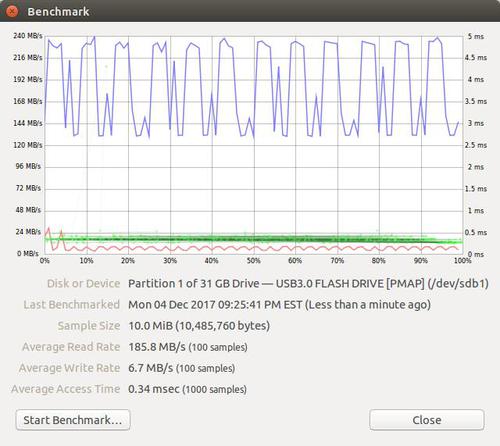 Benchmark
240 MB/s
5 ms
216 MB/s
4.5 ms
192 MB/s
4 ms
168 MB/s
3.5 ms
144 MB/s
3 ms
120 MB/s
2.5 ms
96 MB/s
2 ms
72 MB/s
1.5 ms
48 MB/s
1 ms
24 MB/s
0.5 ms
0 MB/s
0 ms
0% 10% 20% 30% 40% 50% 60% 70% 80% 90% 100%
Disk or Device Partition 1 of 31 GB Drive — USB3.0 FLASH DRIVE [PMAP] (/dev/sdb1)
Last Benchmarked Mon 04 Dec 2017 09:25:41 PM EST (Less than a minute ago)
Sample Size 10.0 MiB (10,485,760 bytes)
Average Read Rate 185.8 MB/s (100 samples)
Average Write Rate 6.7 MB/s (100 samples)
Average Access Time 0.34 msec (1000 samples)
Start Benchmark... Close